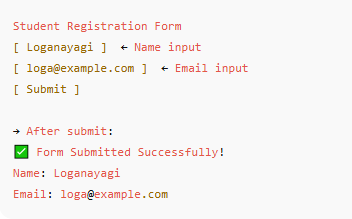 Student Registration Form
[ Loganayagi ]  ← Name input
[ loga@example.com ]  ← Email input
[ Submit ]
→ After submit:
✅ Form Submitted Successfully!
Name: Loganayagi
Email: loga@example.com